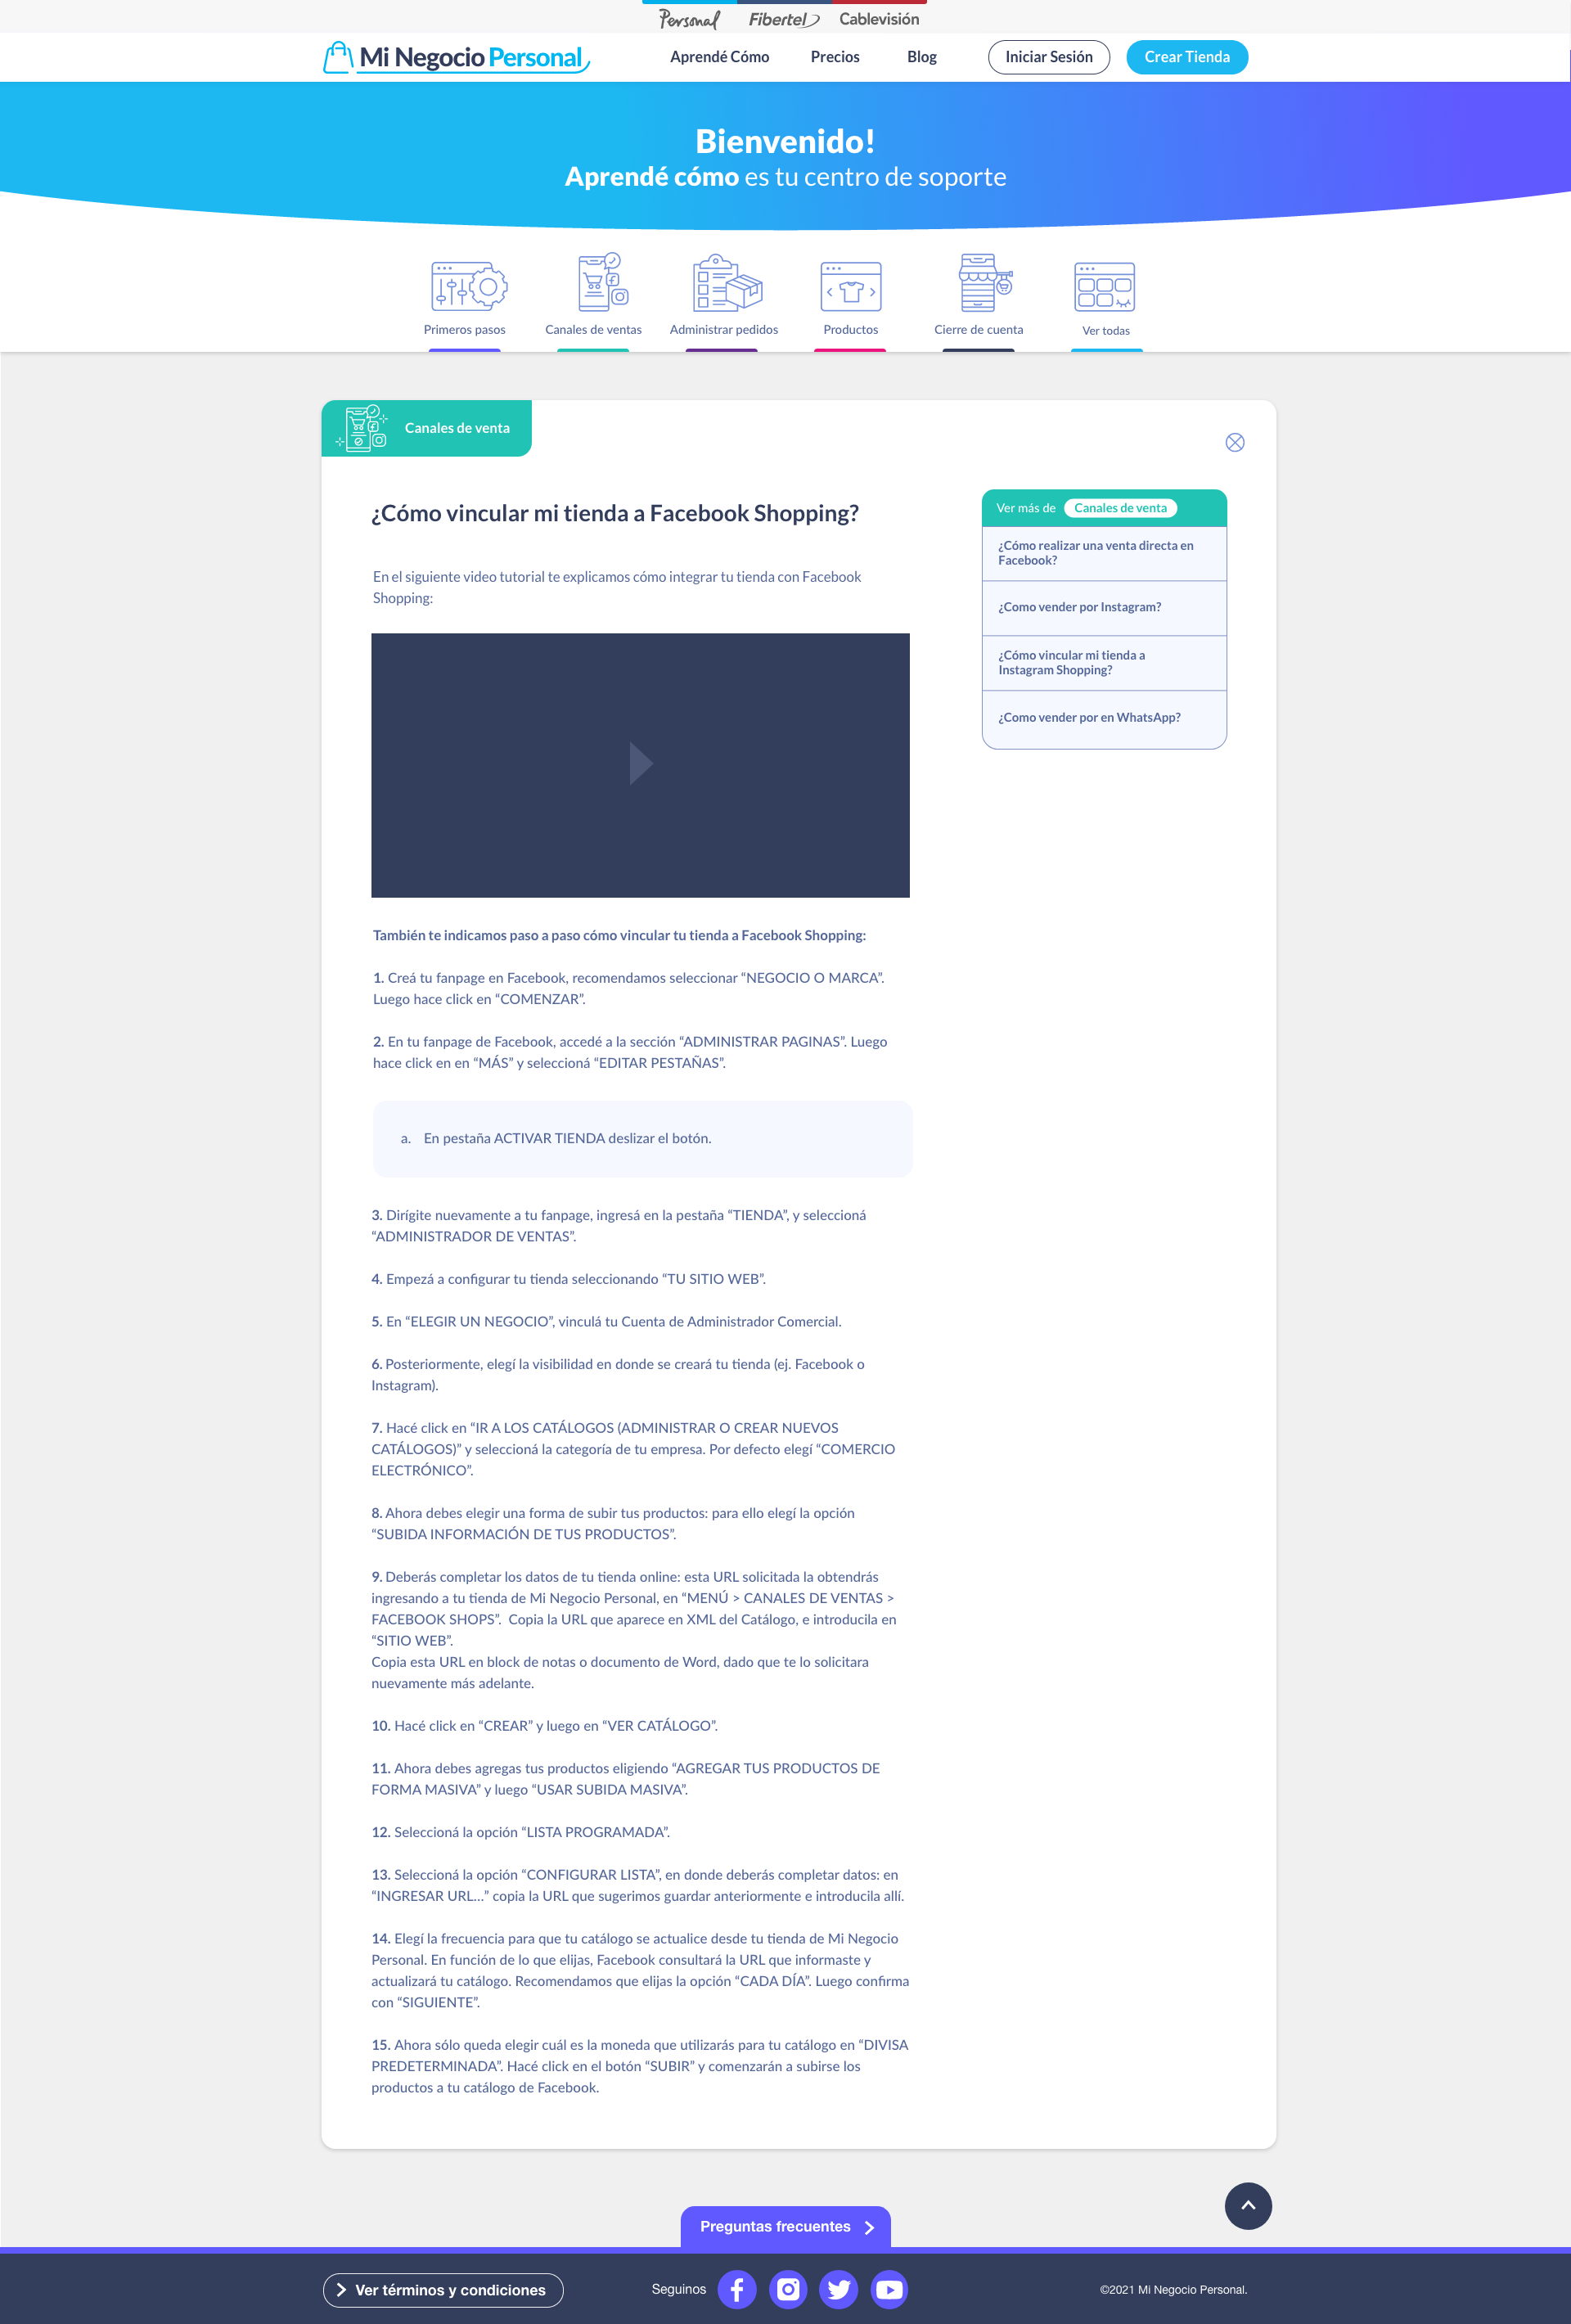 Personal Fibertel Cablevisión
Mi Negocio Personal
Aprendé Cómo Precios Blog Iniciar Sesión Crear Tienda
Bienvenido!
Aprendé cómo es tu centro de soporte
Primeros pasos Canales de ventas Administrar pedidos Productos Cierre de cuenta Ver todas
Canales de venta
¿Cómo vincular mi tienda a Facebook Shopping?
En el siguiente video tutorial te explicamos cómo integrar tu tienda con Facebook
Shopping:
También te indicamos paso a paso cómo vincular tu tienda a Facebook Shopping:
1. Creá tu fanpage en Facebook, recomendamos seleccionar “NEGOCIO O MARCA”.
Luego hace click en “COMENZAR”.
2. En tu fanpage de Facebook, accedé a la sección “ADMINISTRAR PAGINAS”. Luego
hace click en en “MÁS” y seleccioná “EDITAR PESTAÑAS”.
a. En pestaña ACTIVAR TIENDA deslizar el botón.
3. Dirígite nuevamente a tu fanpage, ingresá en la pestaña “TIENDA”, y seleccioná
“ADMINISTRADOR DE VENTAS”.
4. Empezá a configurar tu tienda seleccionando “TU SITIO WEB”.
5. En “ELEGIR UN NEGOCIO”, vinculá tu Cuenta de Administrador Comercial.
6. Posteriormente, elegí la visibilidad en donde se creará tu tienda (ej. Facebook o
Instagram).
7. Hacé click en “IR A LOS CATÁLOGOS (ADMINISTRAR O CREAR NUEVOS
CATÁLOGOS)” y seleccioná la categoría de tu empresa. Por defecto elegí “COMERCIO
ELECTRÓNICO”.
8. Ahora debes elegir una forma de subir tus productos: para ello elegí la opción
“SUBIDA INFORMACIÓN DE TUS PRODUCTOS”.
9. Deberás completar los datos de tu tienda online: esta URL solicitada la obtendrás
ingresando a tu tienda de Mi Negocio Personal, en “MENÚ > CANALES DE VENTAS >
FACEBOOK SHOPS”. Copia la URL que aparece en XML del Catálogo, e introducila en
“SITIO WEB”.
Copia esta URL en block de notas o documento de Word, dado que te lo solicitara
nuevamente más adelante.
10. Hacé click en “CREAR” y luego en “VER CATÁLOGO”.
11. Ahora debes agregas tus productos eligiendo “AGREGAR TUS PRODUCTOS DE
FORMA MASIVA” y luego “USAR SUBIDA MASIVA”.
12. Seleccioná la opción “LISTA PROGRAMADA”.
13. Seleccioná la opción “CONFIGURAR LISTA”, en donde deberás completar datos: en
“INGRESAR URL...” copia la URL que sugerimos guardar anteriormente e introducila allí.
14. Elegí la frecuencia para que tu catálogo se actualice desde tu tienda de Mi Negocio
Personal. En función de lo que elijas, Facebook consultará la URL que informaste y
actualizará tu catálogo. Recomendamos que elijas la opción “CADA DÍA”. Luego confirma
con “SIGUIENTE”.
15. Ahora sólo queda elegir cuál es la moneda que utilizarás para tu catálogo en “DIVISA
PREDETERMINADA”. Hacé click en el botón “SUBIR” y comenzarán a subirse los
productos a tu catálogo de Facebook.
Ver más de Canales de venta
¿Cómo realizar una venta directa en
Facebook?
¿Como vender por Instagram?
¿Cómo vincular mi tienda a
Instagram Shopping?
¿Como vender por en WhatsApp?
Preguntas frecuentes
Ver términos y condiciones
Seguinos
©2021 Mi Negocio Personal.